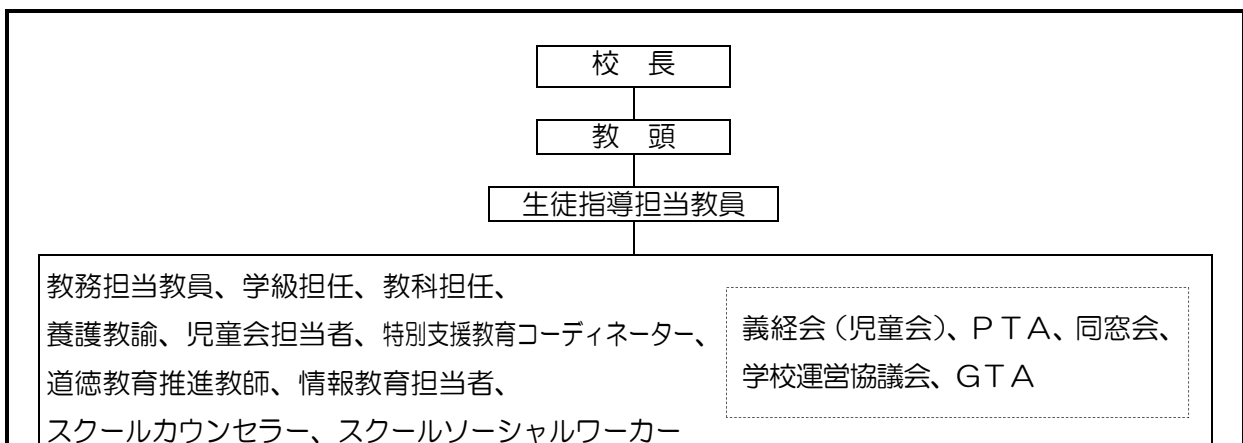 校　長
教　頭
生徒指導担当教員
教務担当教員、学級担任、教科担任、
養護教諭、児童会担当者、特別支援教育コーディネーター、
道徳教育推進教師、情報教育担当者、
スクールカウンセラー、スクールソーシャルワーカー
義経会（児童会）、ＰＴＡ、同窓会、
学校運営協議会、ＧＴＡ